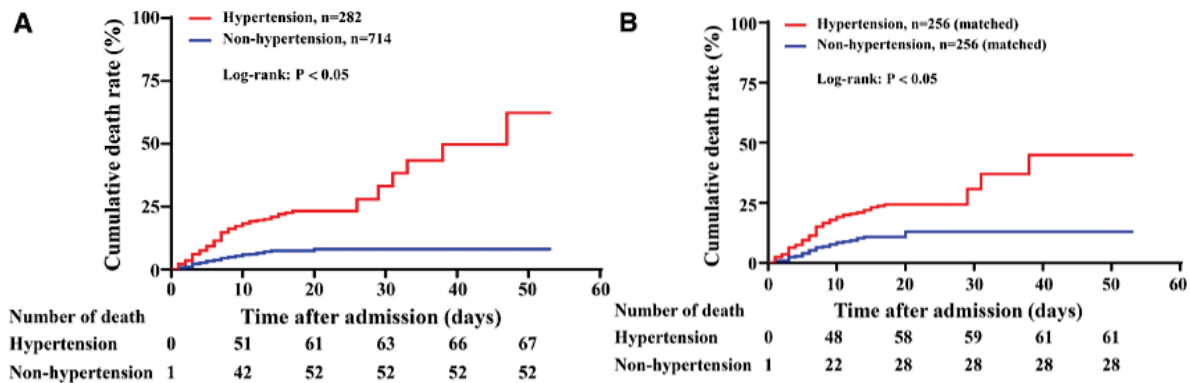 A
Hypertension, n=282
Non-hypertension, n=714
Log-rank: P < 0.05
Cumulative death rate (%)
100
75
50
25
0
0 10 20 30 40 50 60
Time after admission (days)
Number of death
Hypertension 0 51 61 63 66 67
Non-hypertension 1 42 52 52 52 52
B
Hypertension, n=256 (matched)
Non-hypertension, n=256 (matched)
Log-rank: P < 0.05
Cumulative death rate (%)
100
75
50
25
0
0 10 20 30 40 50 60
Time after admission (days)
Number of death
Hypertension 0 48 58 59 61 61
Non-hypertension 1 22 28 28 28 28